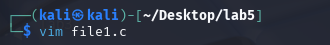 ┌──(kali㉿kali)-[~/Desktop/lab5]
└─$ vim file1.c